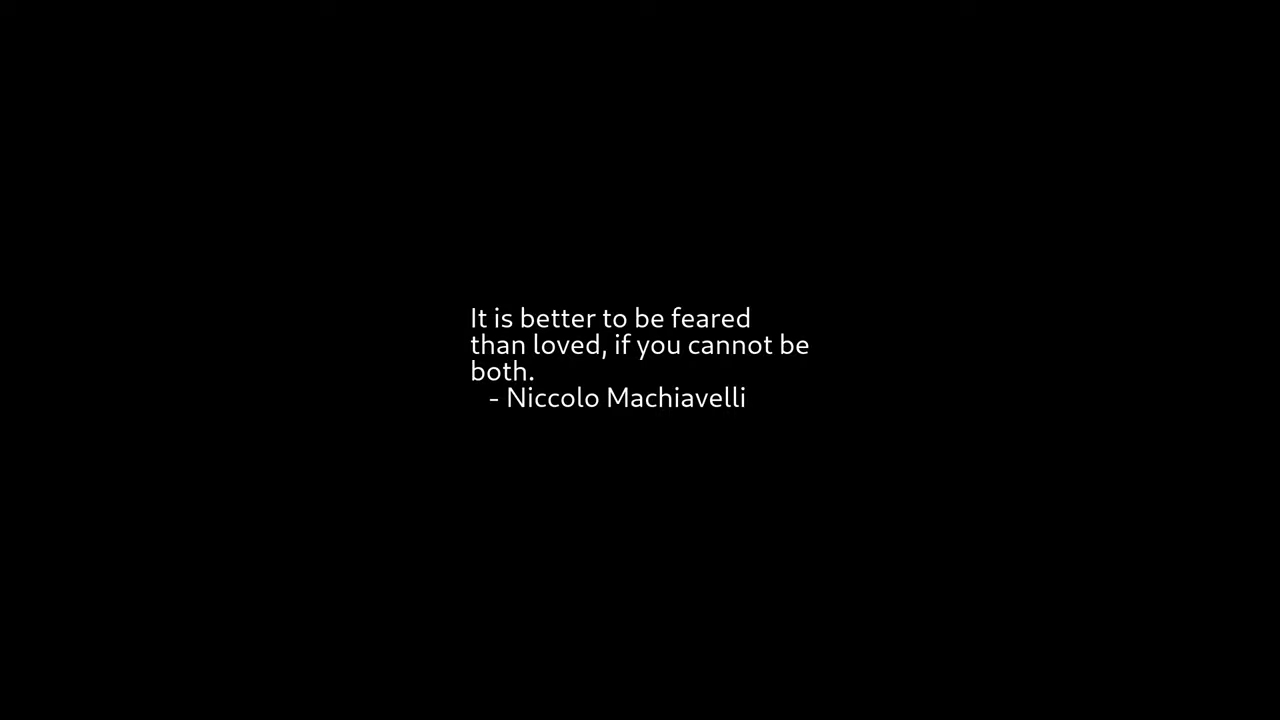 It is better to be feared
than loved, if you cannot be
both.
- Niccolo Machiavelli